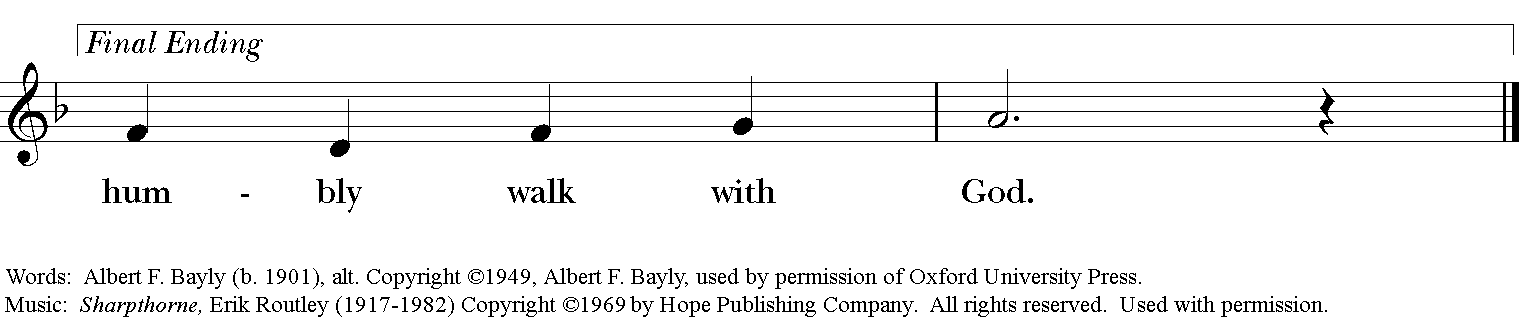 Final Ending
hum - bly walk with God.
Words:  Albert F. Bayly (b. 1901), alt. Copyright ©1949, Albert F. Bayly, used by permission of Oxford University Press.
Music:  Sharpthorne, Erik Routley (1917-1982) Copyright ©1969 by Hope Publishing Company.  All rights reserved.  Used with permission.